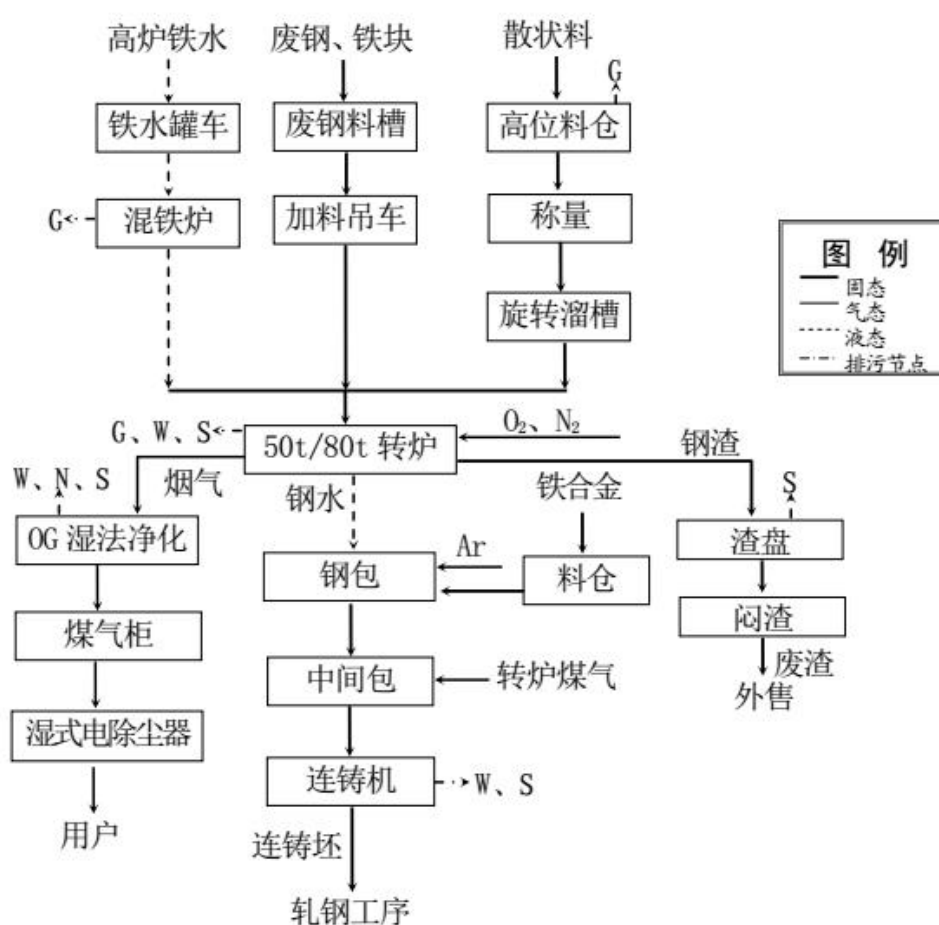 高炉铁水
废钢、铁块
散状料
G
铁水罐车
废钢料槽
高位料仓
G
混铁炉
加料吊车
称量
旋转溜槽
图 例
固态
气态
液态
排污节点
G、W、S
50t/80t 转炉
O₂、N₂
钢渣
W、N、S
烟气
钢水
铁合金
S
OG 湿法净化
钢包
Ar
料仓
渣盘
煤气柜
中间包
转炉煤气
闷渣
废渣
外售
湿式电除尘器
连铸机
W、S
用户
连铸坯
轧钢工序